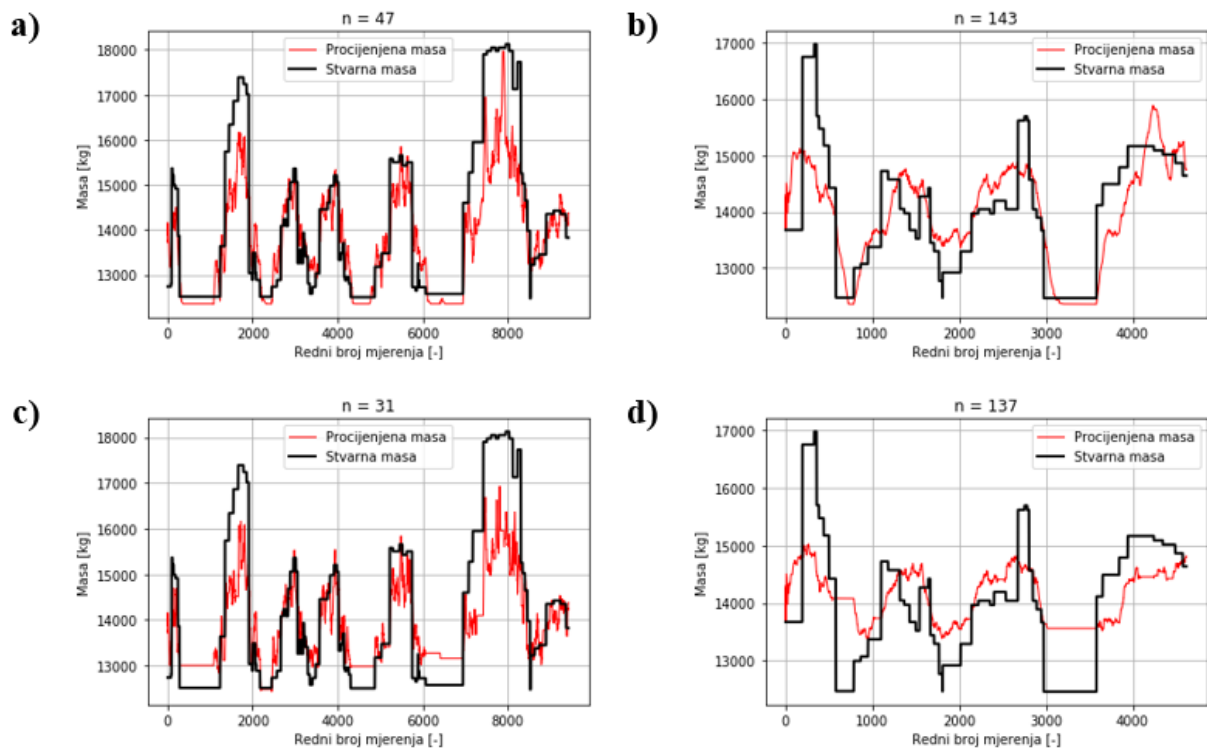 a)
n = 47
Procijenjena masa
Stvarna masa
Masa [kg]
18000
17000
16000
15000
14000
13000
0 2000 4000 6000 8000
Redni broj mjerenja [-]
b)
n = 143
Procijenjena masa
Stvarna masa
Masa [kg]
17000
16000
15000
14000
13000
0 1000 2000 3000 4000
Redni broj mjerenja [-]
c)
n = 31
Procijenjena masa
Stvarna masa
Masa [kg]
18000
17000
16000
15000
14000
13000
0 2000 4000 6000 8000
Redni broj mjerenja [-]
d)
n = 137
Procijenjena masa
Stvarna masa
Masa [kg]
17000
16000
15000
14000
13000
0 1000 2000 3000 4000
Redni broj mjerenja [-]